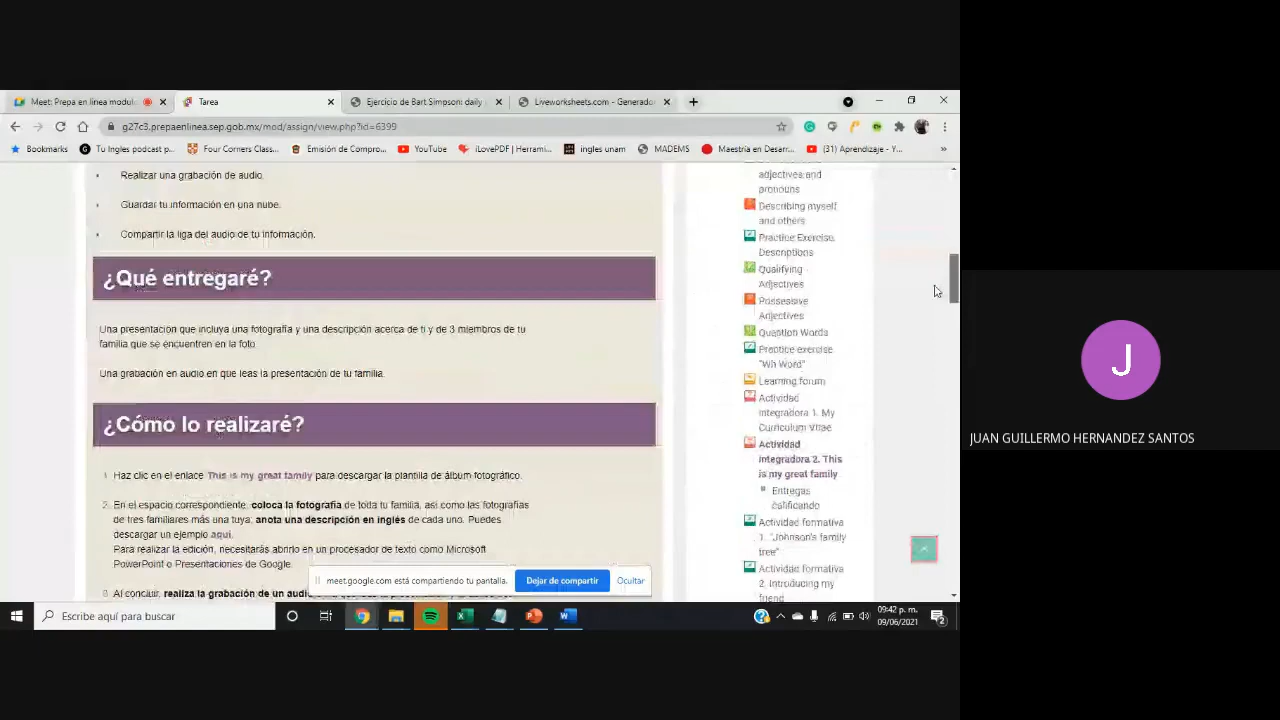 Meet: Prepa en linea modul
Tarea
Ejercicio de Bart Simpson: daily
Liveworksheets.com - Generado
g27c3.prepaenlinea.sep.gob.mx/mod/assign/view.php?id=6399
Bookmarks
Tu Ingles podcast p...
Four Corners Class...
Emisión de Compro...
YouTube
iLovePDF | Herrami...
ingles unam
MADEMS
Maestría en Desarr...
(31) Aprendizaje - Y...
Realizar una grabación de audio.
Guardar tu información en una nube.
Compartir la liga del audio de tu información.
¿Qué entregaré?
Una presentación que incluya una fotografía y una descripción acerca de ti y de 3 miembros de tu
familia que se encuentren en la foto.
Una grabación en audio en que leas la presentación de tu familia.
¿Cómo lo realizaré?
1. Haz clic en el enlace This is my great family para descargar la plantilla de álbum fotográfico.
2. En el espacio correspondiente, coloca la fotografía de toda tu familia, así como las fotografías
de tres familiares más una tuya; anota una descripción en inglés de cada uno. Puedes
descargar un ejemplo aquí.
Para realizar la edición, necesitarás abrirlo en un procesador de texto como Microsoft
PowerPoint o Presentaciones de Google.
3. Al concluir, realiza la grabación de un audio
adjectives and
pronouns
Describing myself
and others
Practice Exercise.
Descriptions
Qualifying
Adjectives
Possessive
Adjectives
Question Words
Practice exercise
"Wh Word"
Learning forum
Actividad
integradora 1. My
Curriculum Vitae
Actividad
integradora 2. This
is my great family
Entregas
calificando
Actividad formativa
1. "Johnson's family
tree"
Actividad formativa
2. Introducing my
friend
meet.google.com está compartiendo tu pantalla.
Dejar de compartir
Ocultar
Escribe aquí para buscar
09:42 p. m.
09/06/2021
2
J
JUAN GUILLERMO HERNANDEZ SANTOS